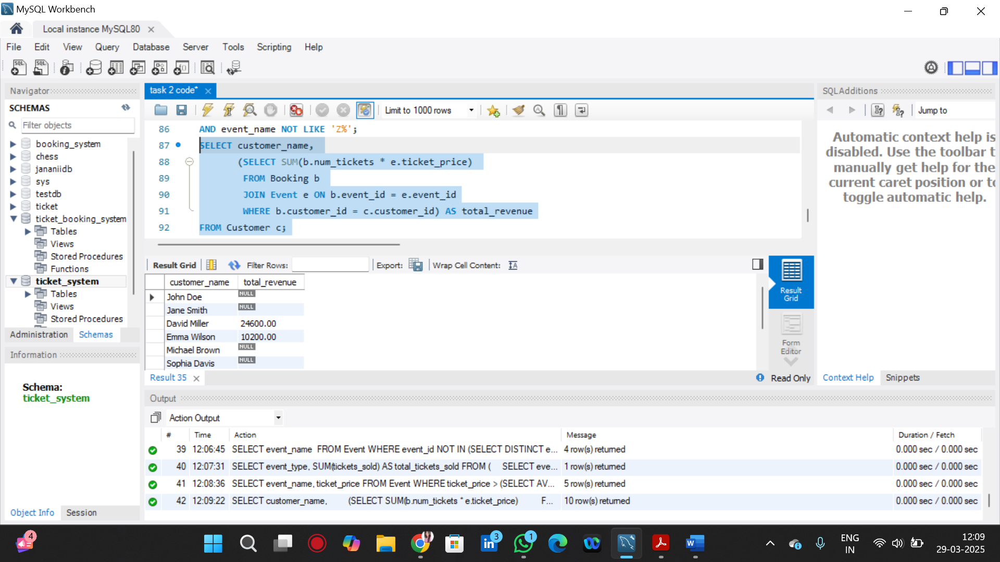 MySQL Workbench
Local instance MySQL80
File Edit View Query Database Server Tools Scripting Help
Navigator
SCHEMAS
Filter objects
booking_system
chess
jananiidb
sys
testdb
ticket
ticket_booking_system
Tables
Views
Stored Procedures
Functions
ticket_system
Tables
Views
Stored Procedures
Administration Schemas
Information
Schema:
ticket_system
Object Info Session
task 2 code*
Limit to 1000 rows
86 AND event_name NOT LIKE 'Z%';
87 SELECT customer_name,
88 (SELECT SUM(b.num_tickets * e.ticket_price)
89 FROM Booking b
90 JOIN Event e ON b.event_id = e.event_id
91 WHERE b.customer_id = c.customer_id) AS total_revenue
92 FROM Customer c;
Result Grid Filter Rows: Export: Wrap Cell Content:
customer_name total_revenue
John Doe NULL
Jane Smith NULL
David Miller 24600.00
Emma Wilson 10200.00
Michael Brown NULL
Sophia Davis NULL
Result Grid
Form Editor
Result 35
Read Only
SQLAdditions
Jump to
Automatic context help is
disabled. Use the toolbar t
manually get help for the
current caret position or to
toggle automatic help.
Context Help Snippets
Output
Action Output
# Time Action Message Duration / Fetch
39 12:06:45 SELECT event_name FROM Event WHERE event_id NOT IN (SELECT DISTINCT e... 4 row(s) returned 0.000 sec / 0.000 sec
40 12:07:31 SELECT event_type, SUM(tickets_sold) AS total_tickets_sold FROM ( SELECT eve... 1 row(s) returned 0.000 sec / 0.000 sec
41 12:08:36 SELECT event_name, ticket_price FROM Event WHERE ticket_price > (SELECT AV... 5 row(s) returned 0.000 sec / 0.000 sec
42 12:09:22 SELECT customer_name, (SELECT SUM(b.num_tickets * e.ticket_price) F... 10 row(s) returned 0.000 sec / 0.000 sec
4
3
1
ENG
IN
12:09
29-03-2025